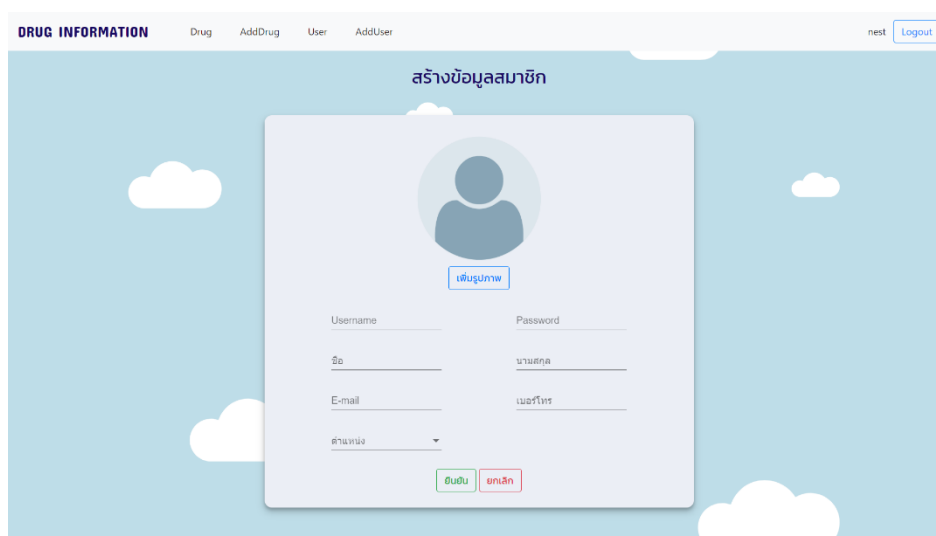 DRUG INFORMATION Drug AddDrug User AddUser nest Logout
สร้างข้อมูลสมาชิก
เพิ่มรูปภาพ
Username Password
ชื่อ นามสกุล
E-mail เบอร์โทร
ตำแหน่ง
ยืนยัน ยกเลิก